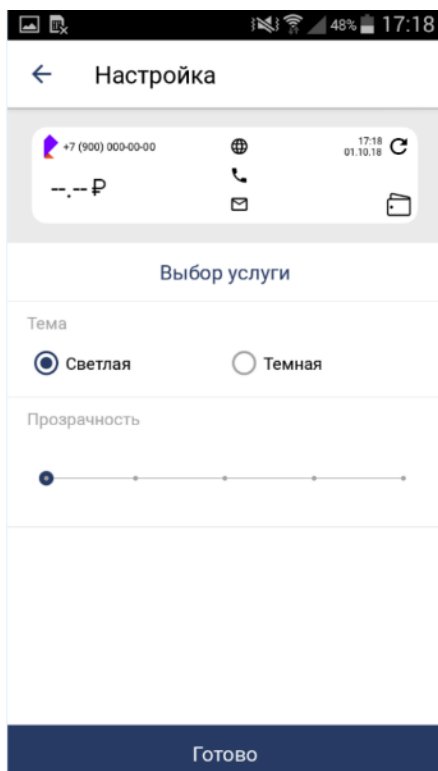 48% 17:18
Настройка
+7 (900) 000-00-00
17:18
01.10.18
--.-- ₽
Выбор услуги
Тема
Светлая
Темная
Прозрачность
Готово